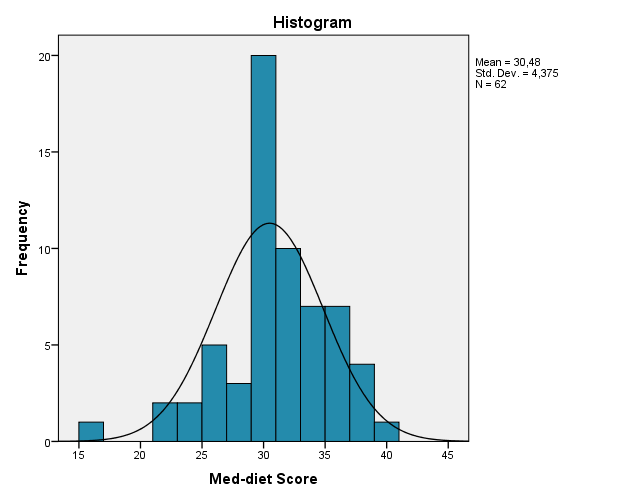 Histogram
Mean = 30,48
Std. Dev. = 4,375
N = 62
20
15
10
5
0
Frequency
15 20 25 30 35 40 45
Med-diet Score